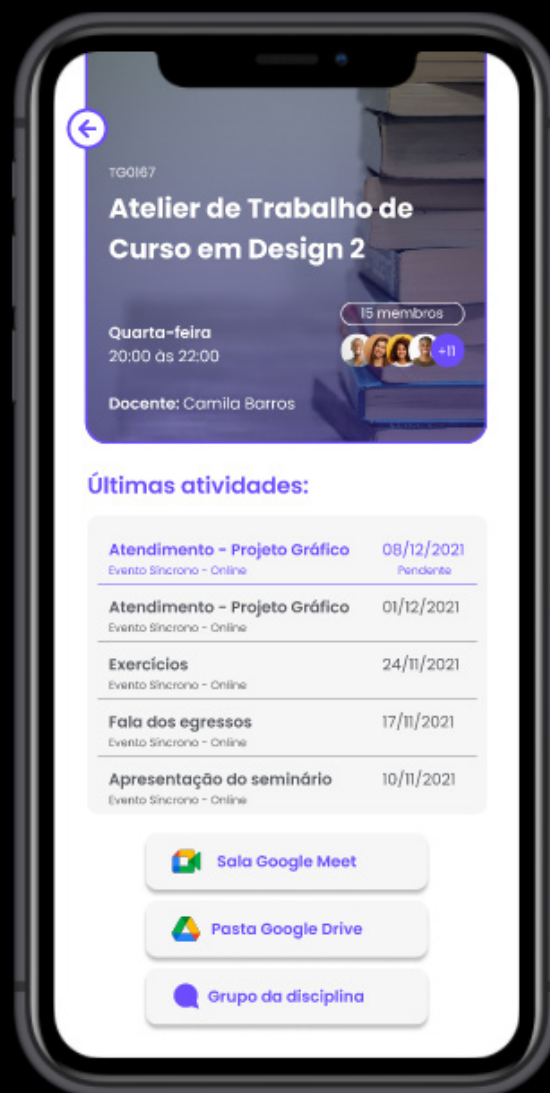 TG0167
Atelier de Trabalho de
Curso em Design 2
15 membros
Quarta-feira
20:00 às 22:00
+11
Docente: Camila Barros
Últimas atividades:
Atendimento - Projeto Gráfico 08/12/2021
Evento Síncrono - Online Pendente
Atendimento - Projeto Gráfico 01/12/2021
Evento Síncrono - Online
Exercícios 24/11/2021
Evento Síncrono - Online
Fala dos egressos 17/11/2021
Evento Síncrono - Online
Apresentação do seminário 10/11/2021
Evento Síncrono - Online
Sala Google Meet
Pasta Google Drive
Grupo da disciplina